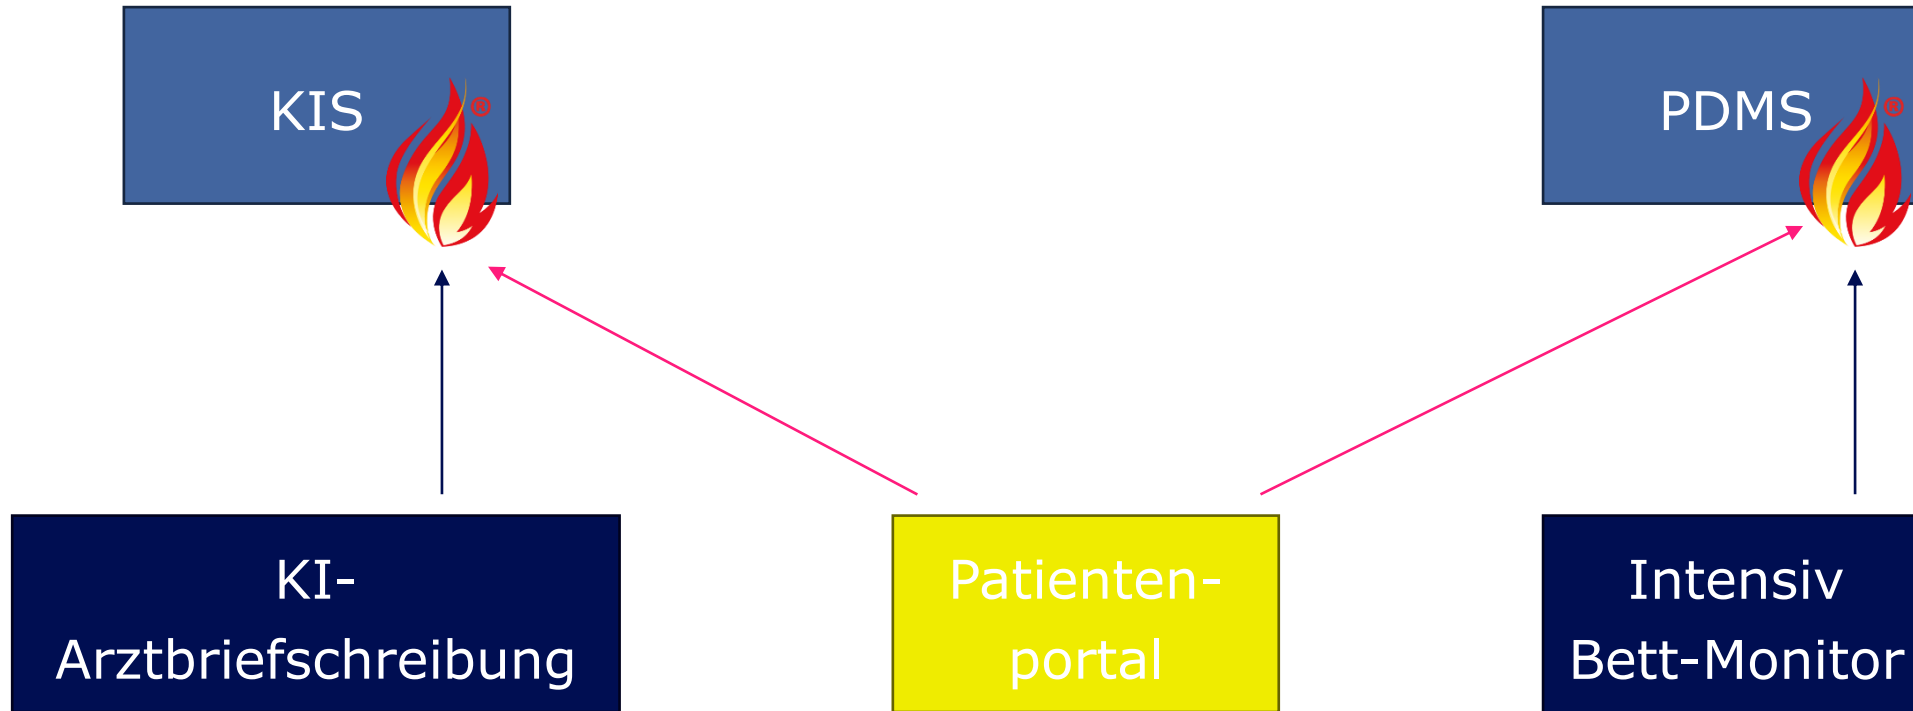 KIS
®
PDMS
®
KI-
Arztbriefschreibung
Patienten-
portal
Intensiv
Bett-Monitor